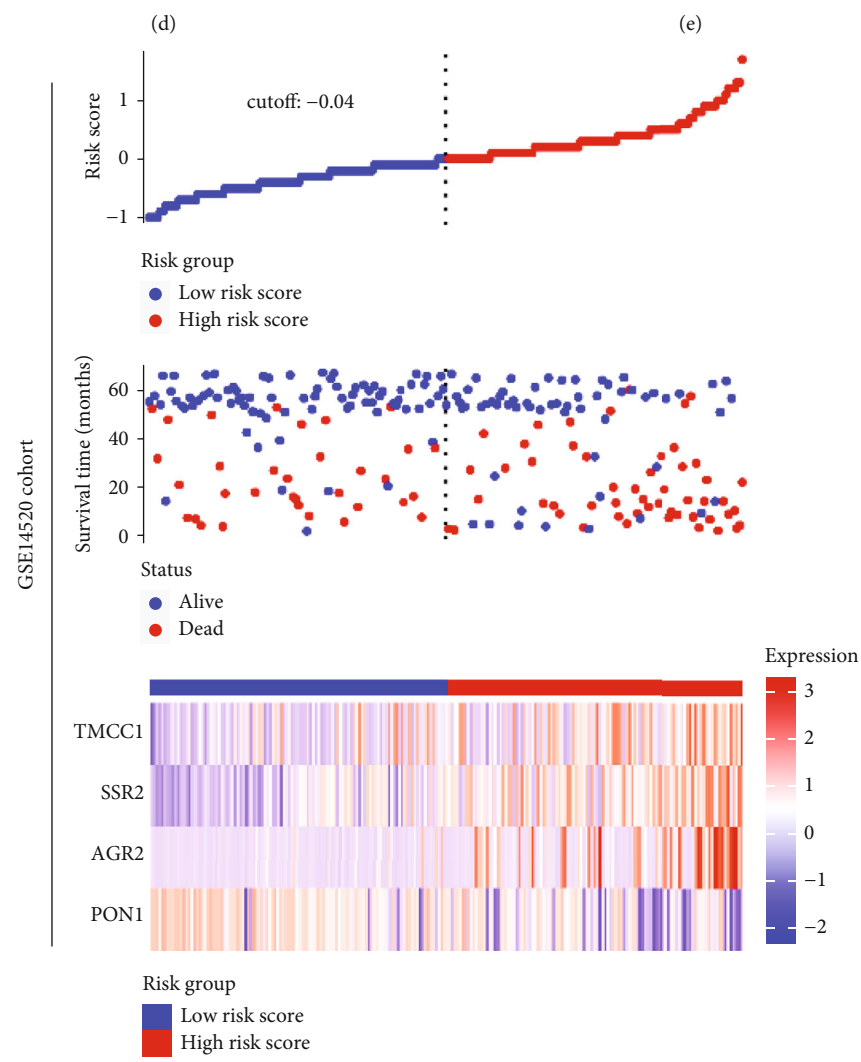 (d)
(e)
GSE14520 cohort
Risk score
1
0
−1
cutoff: −0.04
Risk group
Low risk score
High risk score
Survival time (months)
60
40
20
0
Status
Alive
Dead
Expression
3
2
1
0
−1
−2
TMCC1
SSR2
AGR2
PON1
Risk group
Low risk score
High risk score